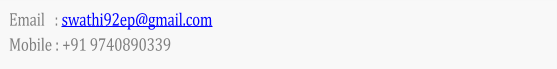 Email : swathi92ep@gmail.com
Mobile : +91 9740890339